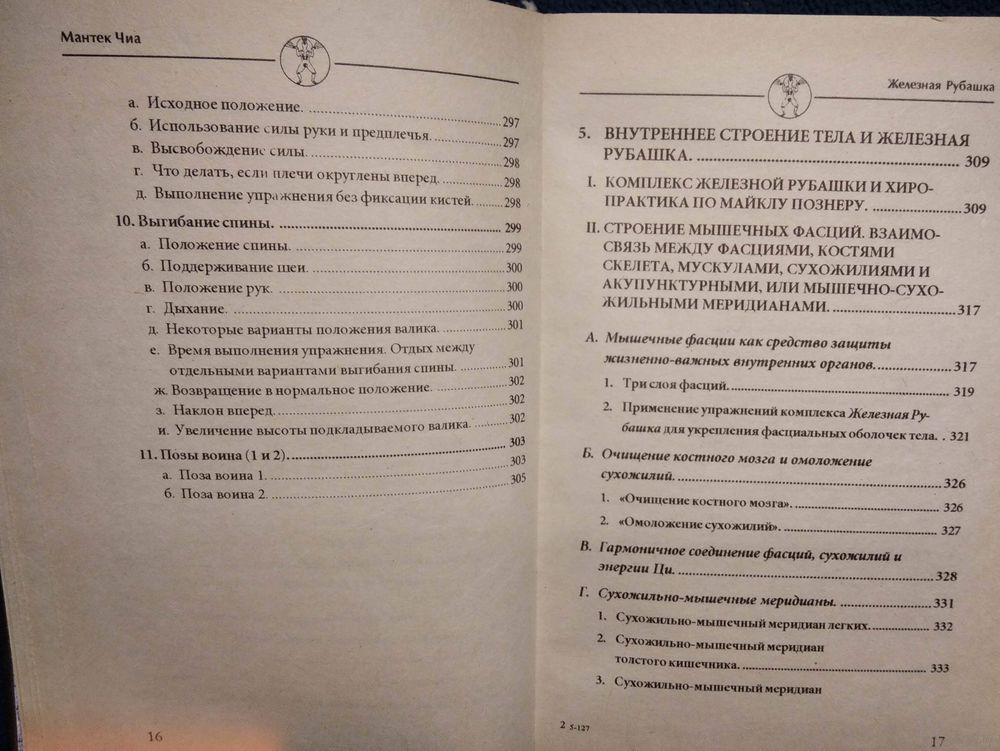 Мантек Чиа
а. Исходное положение. 297
б. Использование силы руки и предплечья. 297
в. Высвобождение силы. 298
г. Что делать, если плечи округлены вперед. 298
д. Выполнение упражнения без фиксации кистей. 298
10. Выгибание спины. 299
а. Положение спины. 299
б. Поддерживание шеи. 300
в. Положение рук. 300
г. Дыхание. 300
д. Некоторые варианты положения валика. 301
е. Время выполнения упражнения. Отдых между
отдельными вариантами выгибания спины. 301
ж. Возвращение в нормальное положение. 302
з. Наклон вперед. 302
и. Увеличение высоты подкладываемого валика. 302
11. Позы воина (1 и 2). 303
а. Поза воина 1. 303
б. Поза воина 2. 305
16
Железная Рубашка
5. ВНУТРЕННЕЕ СТРОЕНИЕ ТЕЛА И ЖЕЛЕЗНАЯ
РУБАШКА. 309
I. КОМПЛЕКС ЖЕЛЕЗНОЙ РУБАШКИ И ХИРО-
ПРАКТИКА ПО МАЙКЛУ ПОЗНЕРУ. 309
II. СТРОЕНИЕ МЫШЕЧНЫХ ФАСЦИЙ. ВЗАИМО-
СВЯЗЬ МЕЖДУ ФАСЦИЯМИ, КОСТЯМИ
СКЕЛЕТА, МУСКУЛАМИ, СУХОЖИЛИЯМИ И
АКУПУНКТУРНЫМИ, ИЛИ МЫШЕЧНО-СУХО-
ЖИЛЬНЫМИ МЕРИДИАНАМИ. 317
А. Мышечные фасции как средство защиты
жизненно-важных внутренних органов. 317
1. Три слоя фасций. 319
2. Применение упражнений комплекса Железная Ру-
башка для укрепления фасциальных оболочек тела. . 321
Б. Очищение костного мозга и омоложение
сухожилий. 326
1. «Очищение костного мозга». 326
2. «Омоложение сухожилий». 327
В. Гармоничное соединение фасций, сухожилий и
энергии Ци. 328
Г. Сухожильно-мышечные меридианы. 331
1. Сухожильно-мышечный меридиан легких. 332
2. Сухожильно-мышечный меридиан
толстого кишечника. 333
3. Сухожильно-мышечный меридиан
2 5-127
17